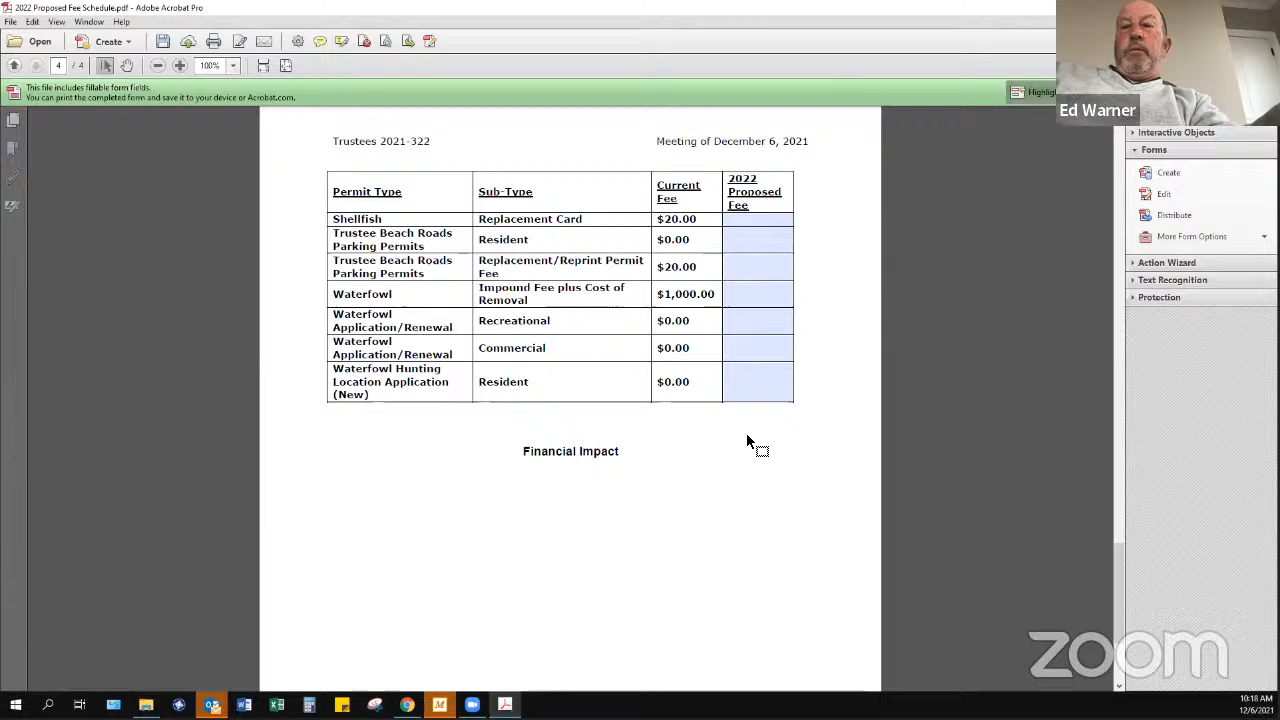 2022 Proposed Fee Schedule.pdf - Adobe Acrobat Pro
File Edit View Window Help
Open Create
4 / 4 100%
This file includes fillable form fields.
You can print the completed form and save it to your device or Acrobat.com.
Highlig
Ed Warner
Interactive Objects
Forms
Create
Edit
Distribute
More Form Options
Action Wizard
Text Recognition
Protection
Trustees 2021-322 Meeting of December 6, 2021
Permit Type Sub-Type Current Fee 2022 Proposed Fee
Shellfish Replacement Card $20.00
Trustee Beach Roads Parking Permits Resident $0.00
Trustee Beach Roads Parking Permits Replacement/Reprint Permit Fee $20.00
Waterfowl Impound Fee plus Cost of Removal $1,000.00
Waterfowl Application/Renewal Recreational $0.00
Waterfowl Application/Renewal Commercial $0.00
Waterfowl Hunting Location Application (New) Resident $0.00
Financial Impact
zoom
10:18 AM
12/6/2021